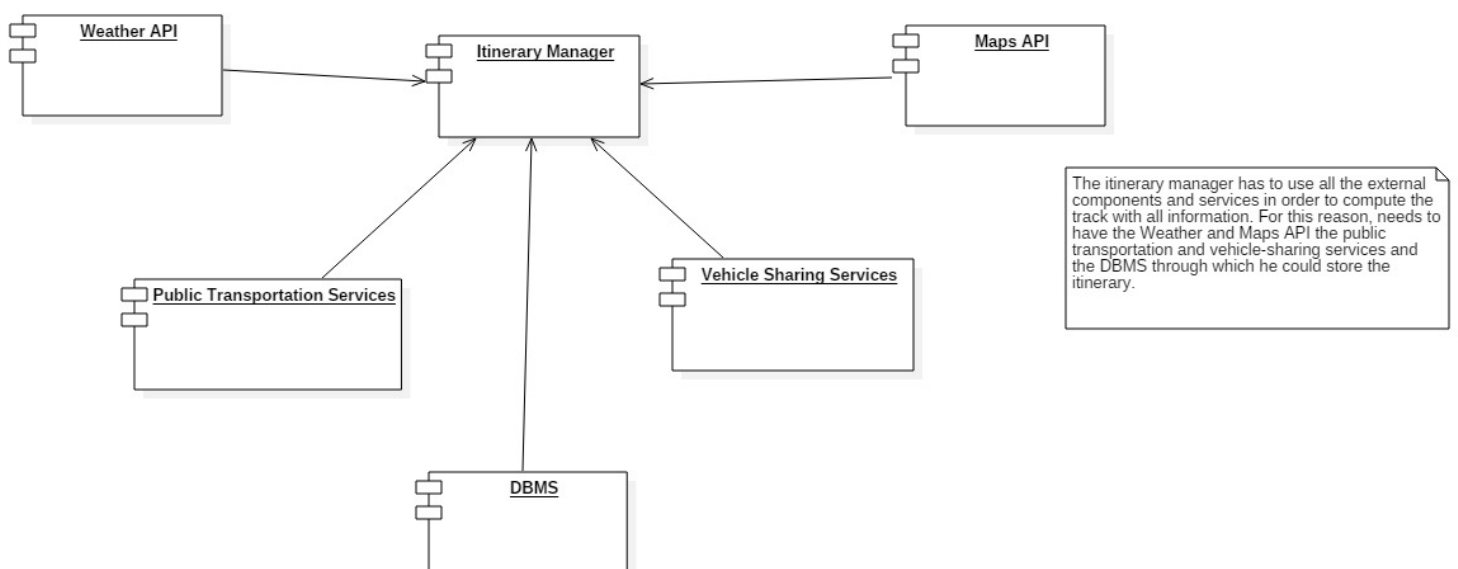 Weather API
Itinerary Manager
Maps API
The itinerary manager has to use all the external
components and services in order to compute the
track with all information. For this reason, needs to
have the Weather and Maps API the public
transportation and vehicle-sharing services and
the DBMS through which he could store the
itinerary.
Public Transportation Services
Vehicle Sharing Services
DBMS